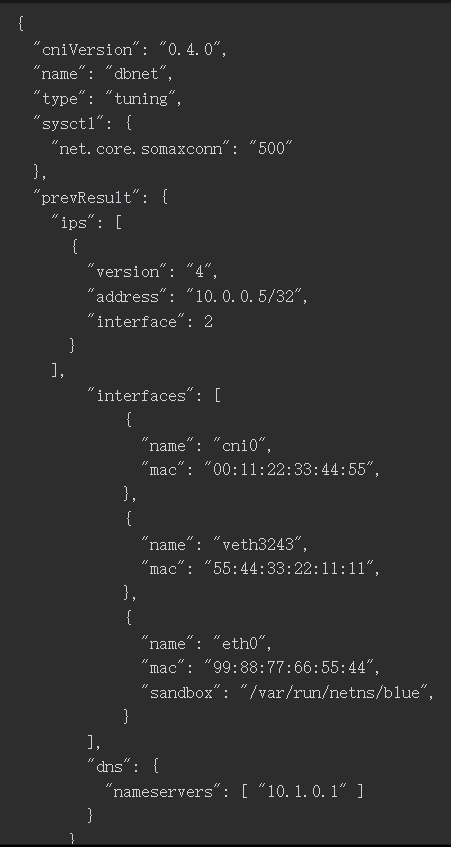 {
  "cniVersion": "0.4.0",
  "name": "dbnet",
  "type": "tuning",
  "sysctl": {
    "net.core.somaxconn": "500"
  },
  "prevResult": {
    "ips": [
      {
        "version": "4",
        "address": "10.0.0.5/32",
        "interface": 2
      }
    ],
        "interfaces": [
            {
              "name": "cni0",
              "mac": "00:11:22:33:44:55",
            },
            {
              "name": "veth3243",
              "mac": "55:44:33:22:11:11",
            },
            {
              "name": "eth0",
              "mac": "99:88:77:66:55:44",
              "sandbox": "/var/run/netns/blue",
            }
        ],
        "dns": {
          "nameservers": [ "10.1.0.1" ]
        }
      }